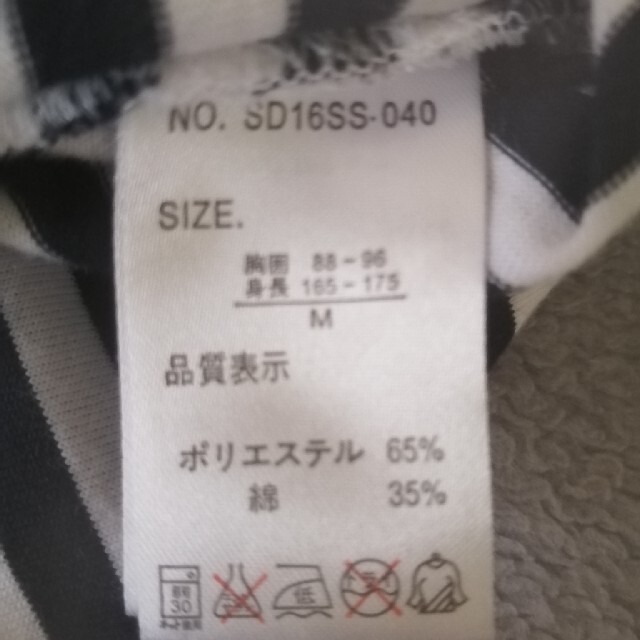 NO. SD16SS-040
SIZE.
胸囲 88-96
身長 165-175
M
品質表示
ポリエステル 65%
綿 35%
30
低